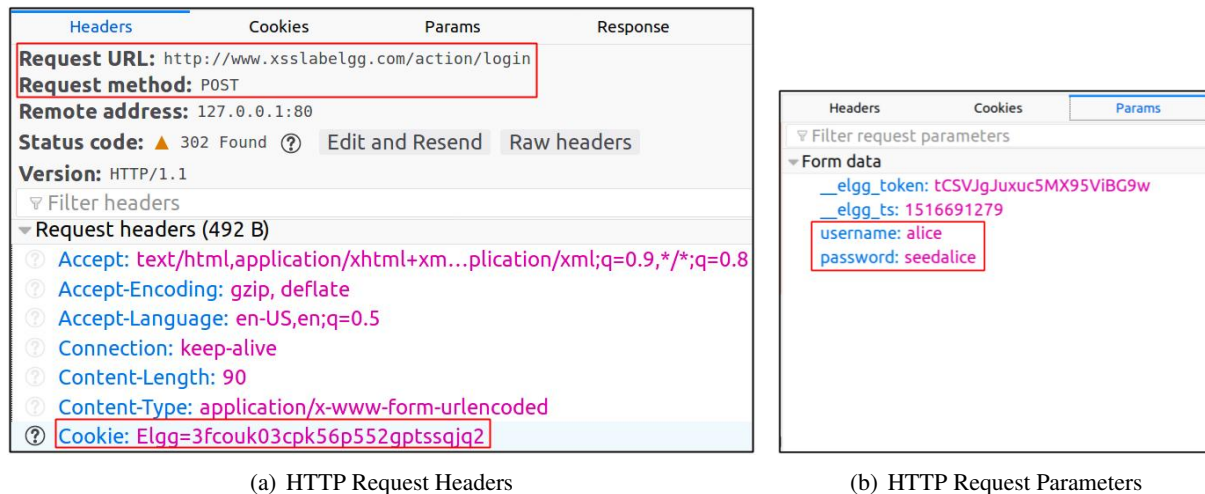 Headers Cookies Params Response
Request URL: http://www.xsslabelgg.com/action/login
Request method: POST
Remote address: 127.0.0.1:80
Status code: 302 Found ? Edit and Resend Raw headers
Version: HTTP/1.1
Filter headers
Request headers (492 B)
? Accept: text/html,application/xhtml+xm…plication/xml;q=0.9,*/*;q=0.8
? Accept-Encoding: gzip, deflate
? Accept-Language: en-US,en;q=0.5
? Connection: keep-alive
? Content-Length: 90
? Content-Type: application/x-www-form-urlencoded
? Cookie: Elgg=3fcouk03cpk56p552gptssqjq2
(a) HTTP Request Headers
Headers Cookies Params
Filter request parameters
Form data
__elgg_token: tCSVJgJuxuc5MX95ViBG9w
__elgg_ts: 1516691279
username: alice
password: seedalice
(b) HTTP Request Parameters